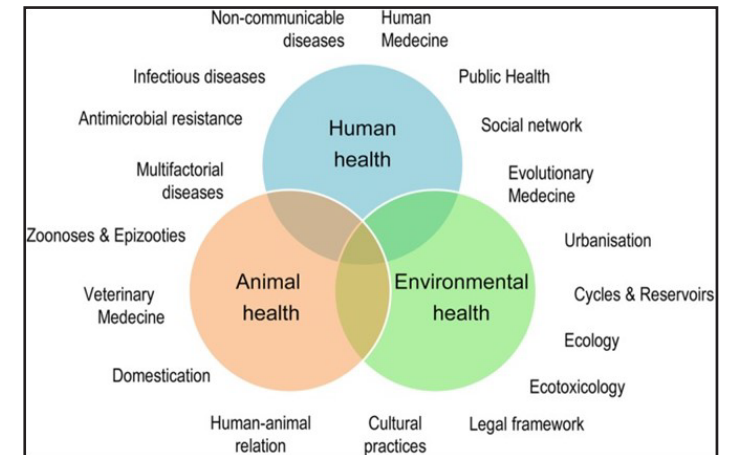 Non-communicable
diseases
Human
Medecine
Infectious diseases
Public Health
Antimicrobial resistance
Social network
Human
health
Multifactorial
diseases
Evolutionary
Medecine
Zoonoses & Epizooties
Urbanisation
Animal
health
Environmental
health
Veterinary
Medecine
Cycles & Reservoirs
Ecology
Domestication
Ecotoxicology
Human-animal
relation
Cultural
practices
Legal framework